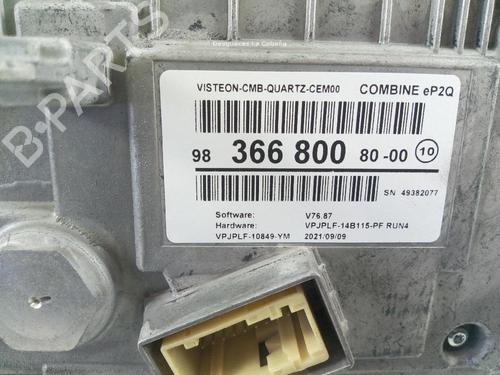 Desguaces La Cabaña
VISTEON-CMB-QUARTZ-CEM00 COMBINE eP2Q
98 366 800 80-00 10
SN 49382077
Software: V76.87
Hardware: VPJPLF-14B115-PF RUN4
VPJPLF-10849-YM 2021/09/09
B-PARTS